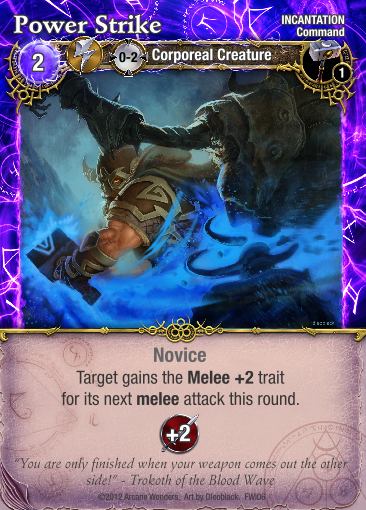 Power Strike
INCANTATION
Command
2
0-2 Corporeal Creature
1
Novice
Target gains the Melee +2 trait
for its next melee attack this round.
+2
"You are only finished when your weapon comes out the other
side!" - Trokoth of the Blood Wave
©2012 Arcane Wonders. Art by Dleoblack. FWI06